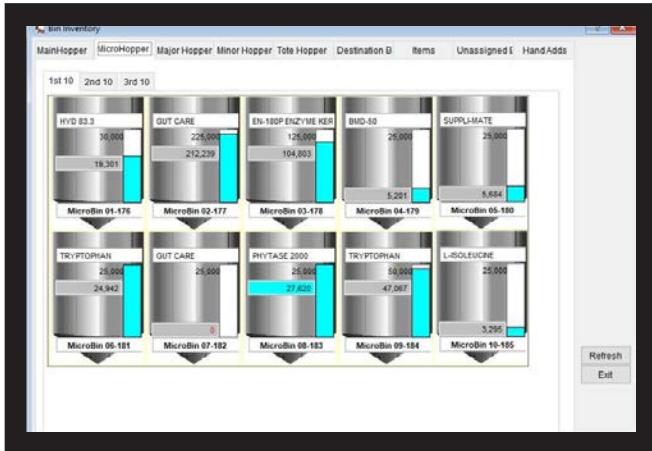 Bin Inventory
MainHopper MicroHopper Major Hopper Minor Hopper Tote Hopper Destination B Items Unassigned E Hand Adds
1st 10 2nd 10 3rd 10
HYD 83.3 GUT CARE EN-180P ENZYME KER BMD-50 SUPPLI-MATE
30,000 225,000 125,000 25,000 25,000
19,301 212,239 104,803 5,201 5,684
MicroBin 01-176 MicroBin 02-177 MicroBin 03-178 MicroBin 04-179 MicroBin 05-180
TRYPTOPHAN GUT CARE PHYTASE 2000 TRYPTOPHAN L-ISOLEUCINE
25,000 25,000 25,000 50,000 25,000
24,942 0 27,620 47,067 3,295
MicroBin 06-181 MicroBin 07-182 MicroBin 08-183 MicroBin 09-184 MicroBin 10-185
Refresh
Exit